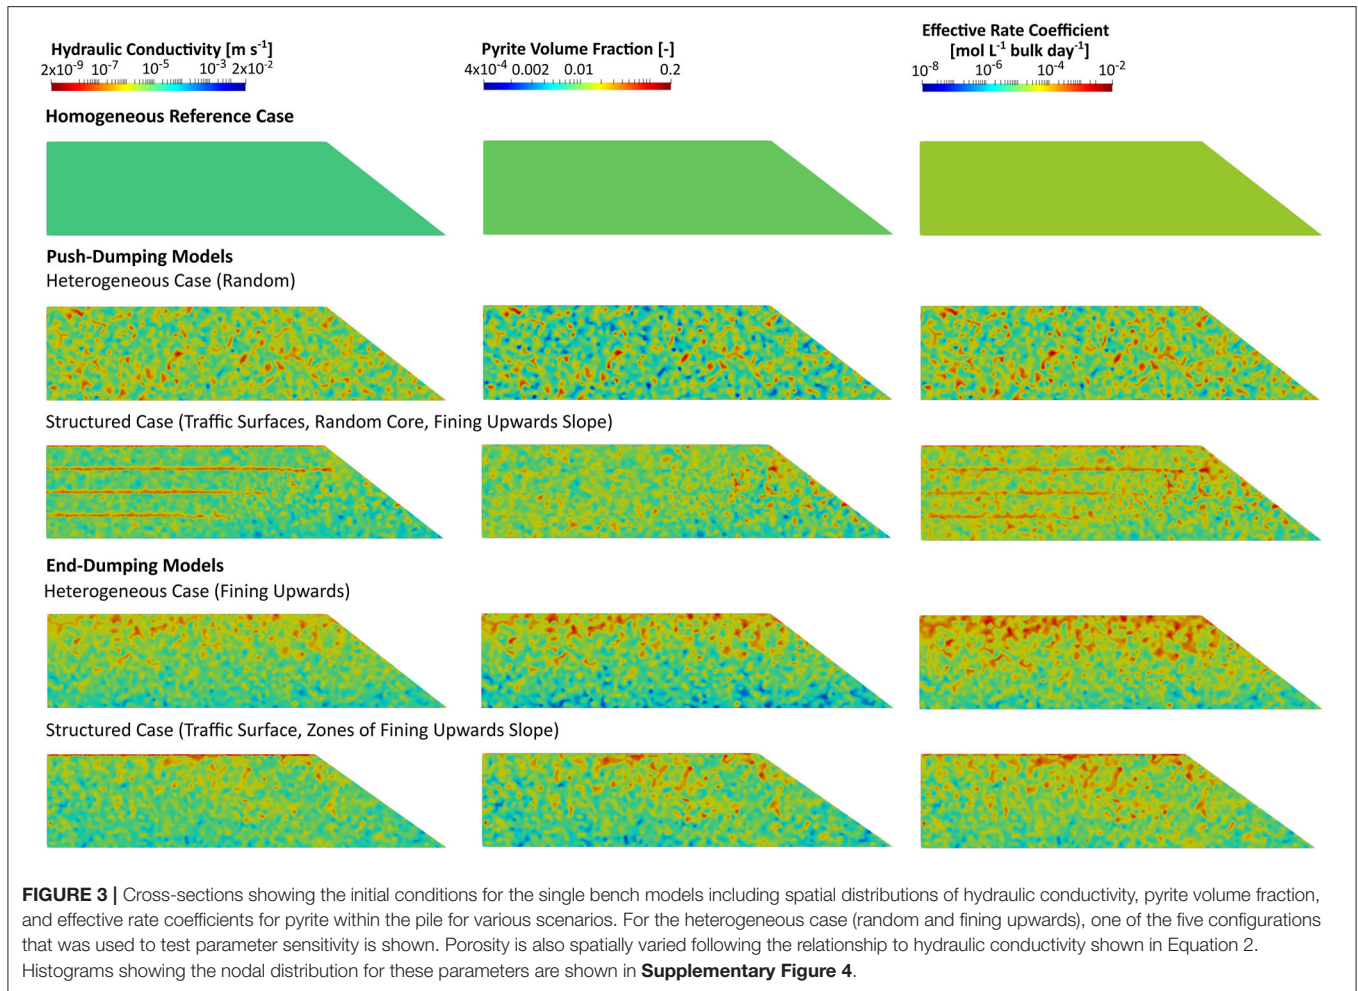 Hydraulic Conductivity [m s⁻¹]
2x10⁻⁹ 10⁻⁷ 10⁻⁵ 10⁻³ 2x10⁻²
Pyrite Volume Fraction [-]
4x10⁻⁴ 0.002 0.01 0.2
Effective Rate Coefficient
[mol L⁻¹ bulk day⁻¹]
10⁻⁸ 10⁻⁶ 10⁻⁴ 10⁻²
Homogeneous Reference Case
Push-Dumping Models
Heterogeneous Case (Random)
Structured Case (Traffic Surfaces, Random Core, Fining Upwards Slope)
End-Dumping Models
Heterogeneous Case (Fining Upwards)
Structured Case (Traffic Surface, Zones of Fining Upwards Slope)
FIGURE 3 | Cross-sections showing the initial conditions for the single bench models including spatial distributions of hydraulic conductivity, pyrite volume fraction,
and effective rate coefficients for pyrite within the pile for various scenarios. For the heterogeneous case (random and fining upwards), one of the five configurations
that was used to test parameter sensitivity is shown. Porosity is also spatially varied following the relationship to hydraulic conductivity shown in Equation 2.
Histograms showing the nodal distribution for these parameters are shown in Supplementary Figure 4.